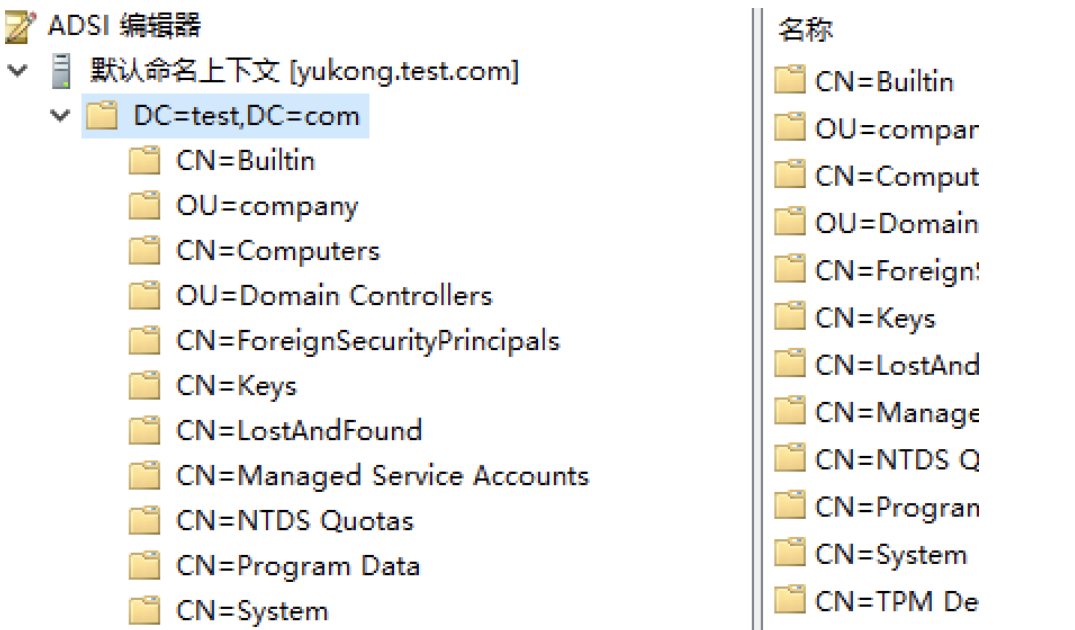 ADSI 编辑器
默认命名上下文 [yukong.test.com]
DC=test,DC=com
CN=Builtin
OU=company
CN=Computers
OU=Domain Controllers
CN=ForeignSecurityPrincipals
CN=Keys
CN=LostAndFound
CN=Managed Service Accounts
CN=NTDS Quotas
CN=Program Data
CN=System
名称
CN=Builtin
OU=compar
CN=Comput
OU=Domain
CN=Foreign
CN=Keys
CN=LostAnd
CN=Manage
CN=NTDS Q
CN=Progran
CN=System
CN=TPM De